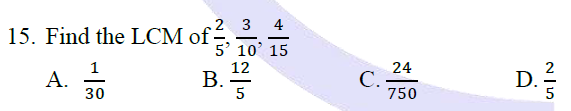 15. Find the LCM of 2/5, 3/10, 4/15
A. 1/30 B. 12/5 C. 24/750 D. 2/5